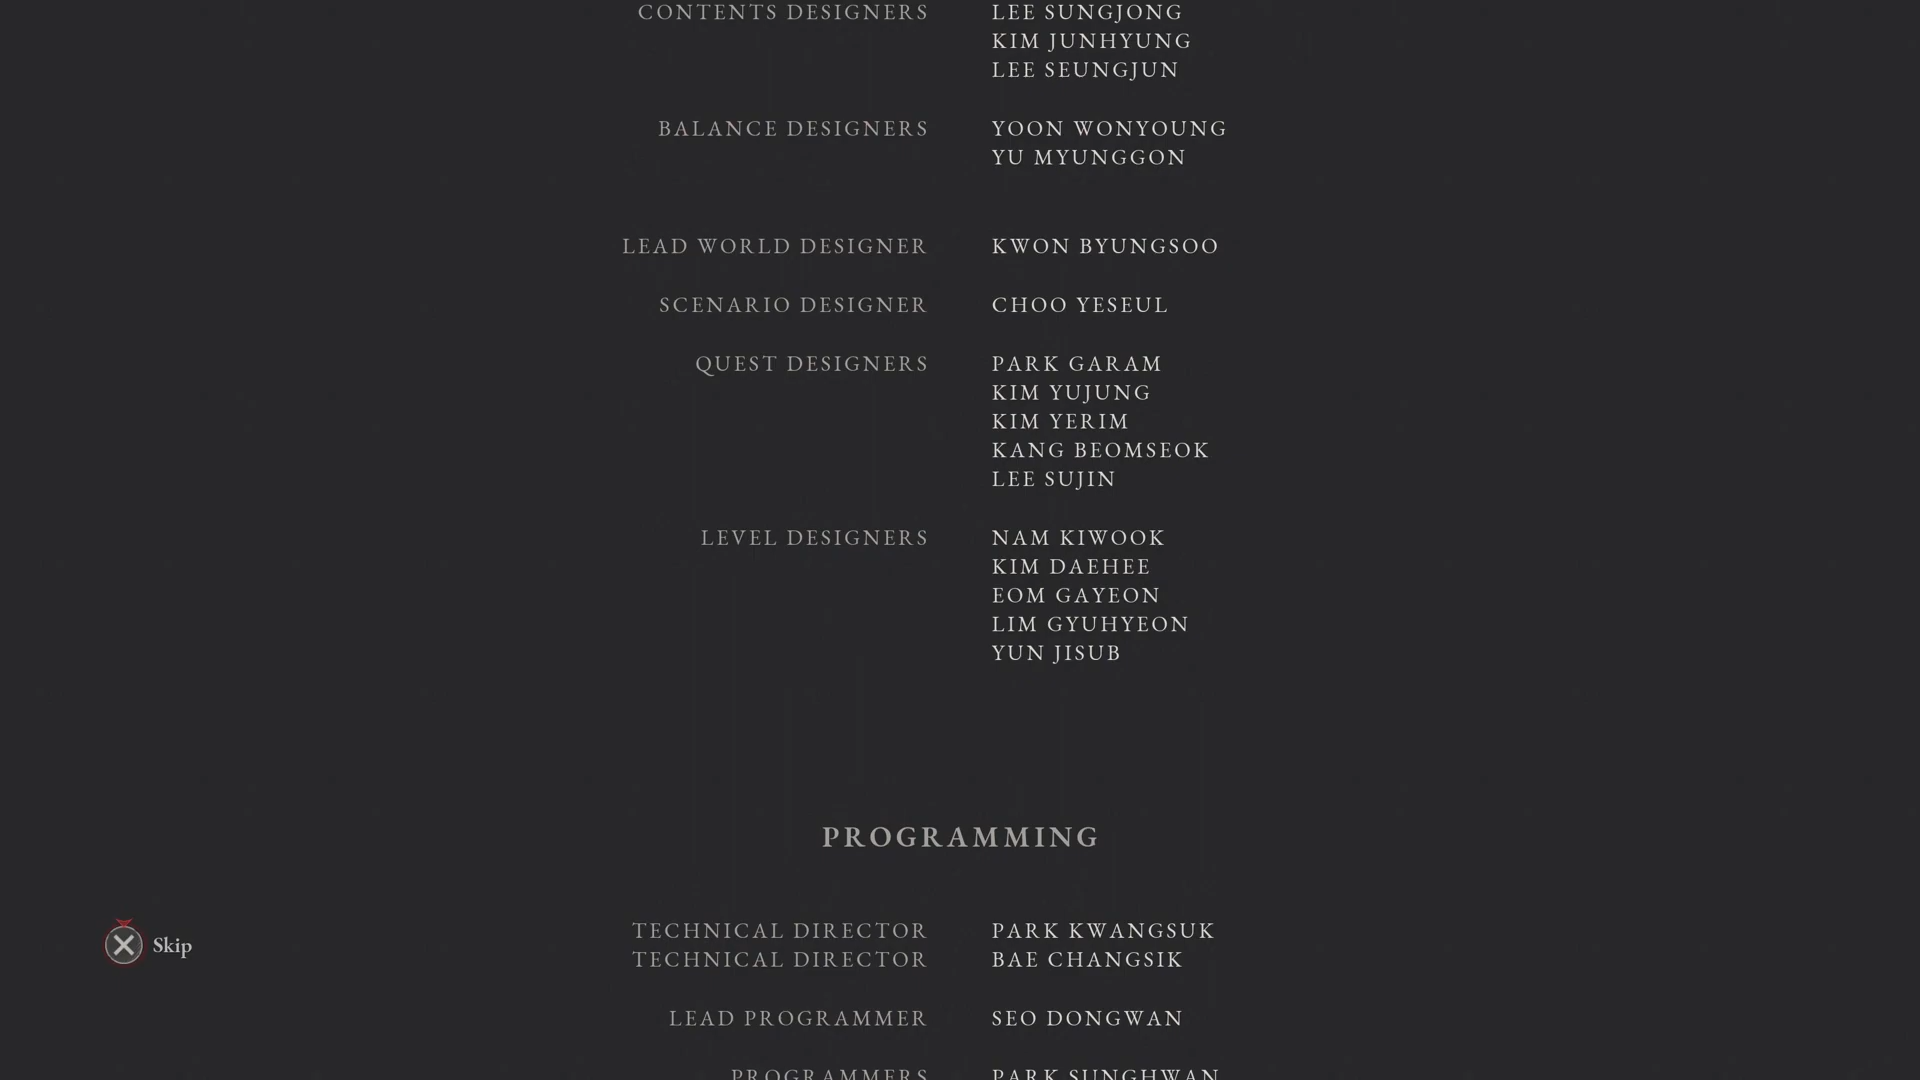 CONTENTS DESIGNERS LEE SUNGJONG
KIM JUNHYUNG
LEE SEUNGJUN
BALANCE DESIGNERS YOON WONYOUNG
YU MYUNGGON
LEAD WORLD DESIGNER KWON BYUNGSOO
SCENARIO DESIGNER CHOO YESEUL
QUEST DESIGNERS PARK GARAM
KIM YUJUNG
KIM YERIM
KANG BEOMSEOK
LEE SUJIN
LEVEL DESIGNERS NAM KIWOOK
KIM DAEHEE
EOM GAYEON
LIM GYUHYEON
YUN JISUB
PROGRAMMING
TECHNICAL DIRECTOR PARK KWANGSUK
Skip
TECHNICAL DIRECTOR BAE CHANGSIK
LEAD PROGRAMMER SEO DONGWAN
PROGRAMMERS PARK SUNGHWAN